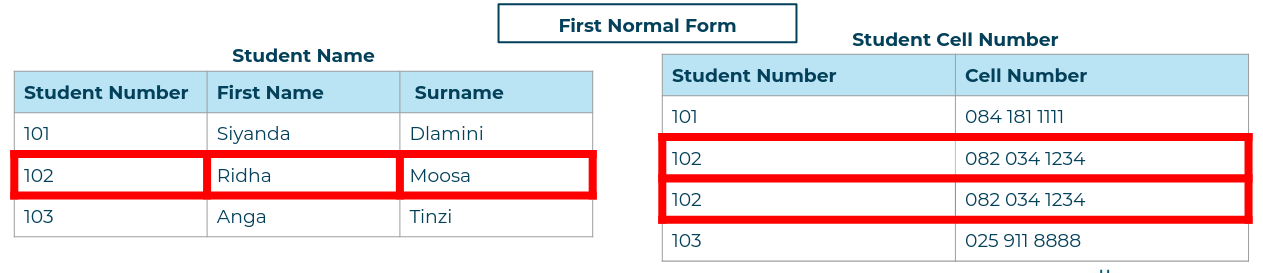 First Normal Form
Student Name
Student Number First Name Surname
101 Siyanda Dlamini
102 Ridha Moosa
103 Anga Tinzi
Student Cell Number
Student Number Cell Number
101 084 181 1111
102 082 034 1234
102 082 034 1234
103 025 911 8888